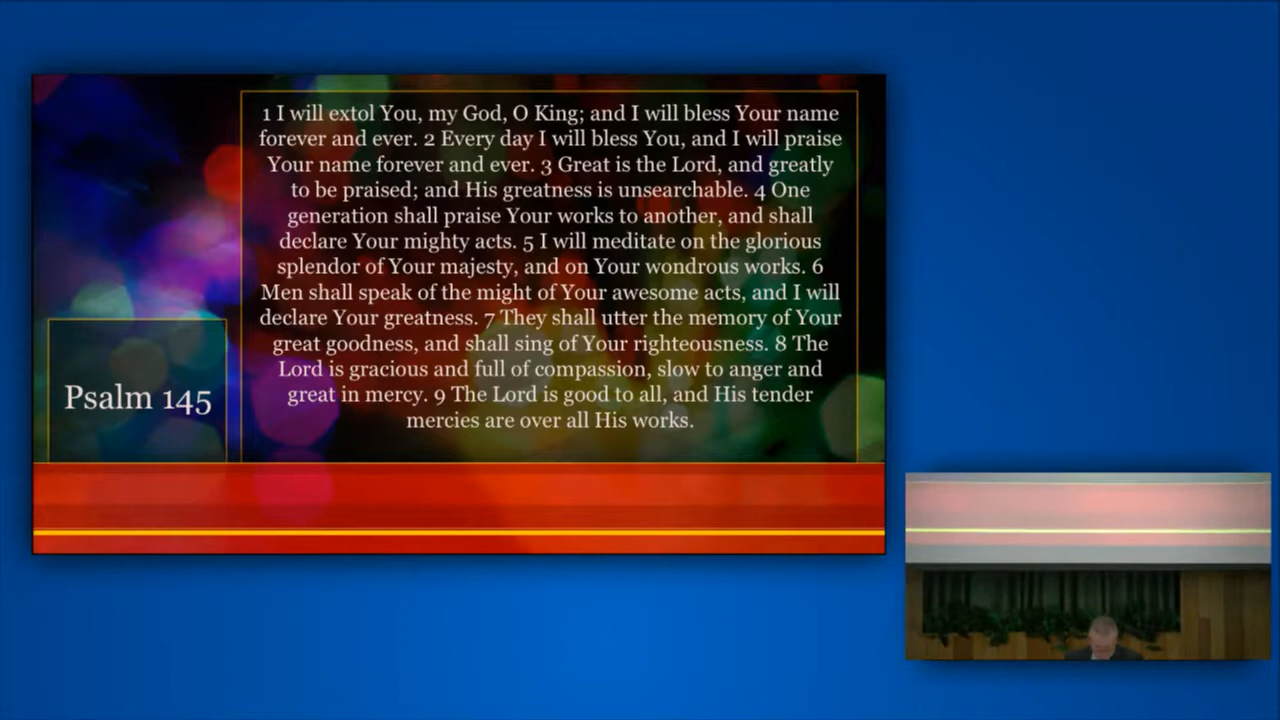 1 I will extol You, my God, O King; and I will bless Your name
forever and ever. 2 Every day I will bless You, and I will praise
Your name forever and ever. 3 Great is the Lord, and greatly
to be praised; and His greatness is unsearchable. 4 One
generation shall praise Your works to another, and shall
declare Your mighty acts. 5 I will meditate on the glorious
splendor of Your majesty, and on Your wondrous works. 6
Men shall speak of the might of Your awesome acts, and I will
declare Your greatness. 7 They shall utter the memory of Your
great goodness, and shall sing of Your righteousness. 8 The
Lord is gracious and full of compassion, slow to anger and
great in mercy. 9 The Lord is good to all, and His tender
mercies are over all His works.
Psalm 145